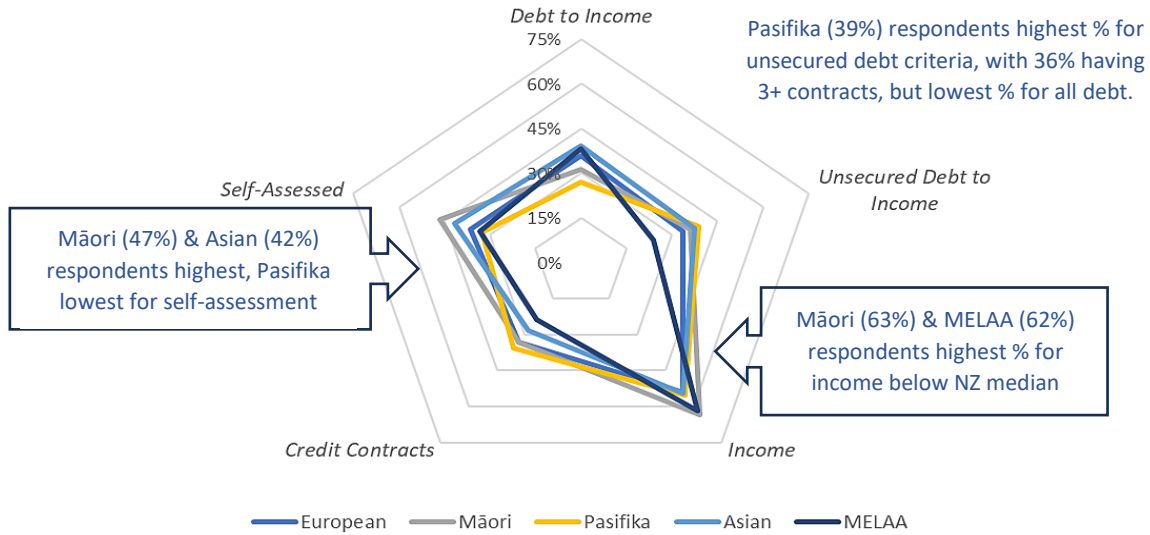 Debt to Income
75%
60%
45%
30%
15%
0%
Pasifika (39%) respondents highest % for
unsecured debt criteria, with 36% having
3+ contracts, but lowest % for all debt.
Self-Assessed
Unsecured Debt to
Income
Māori (47%) & Asian (42%)
respondents highest, Pasifika
lowest for self-assessment
Māori (63%) & MELAA (62%)
respondents highest % for
income below NZ median
Credit Contracts
Income
European
Māori
Pasifika
Asian
MELAA